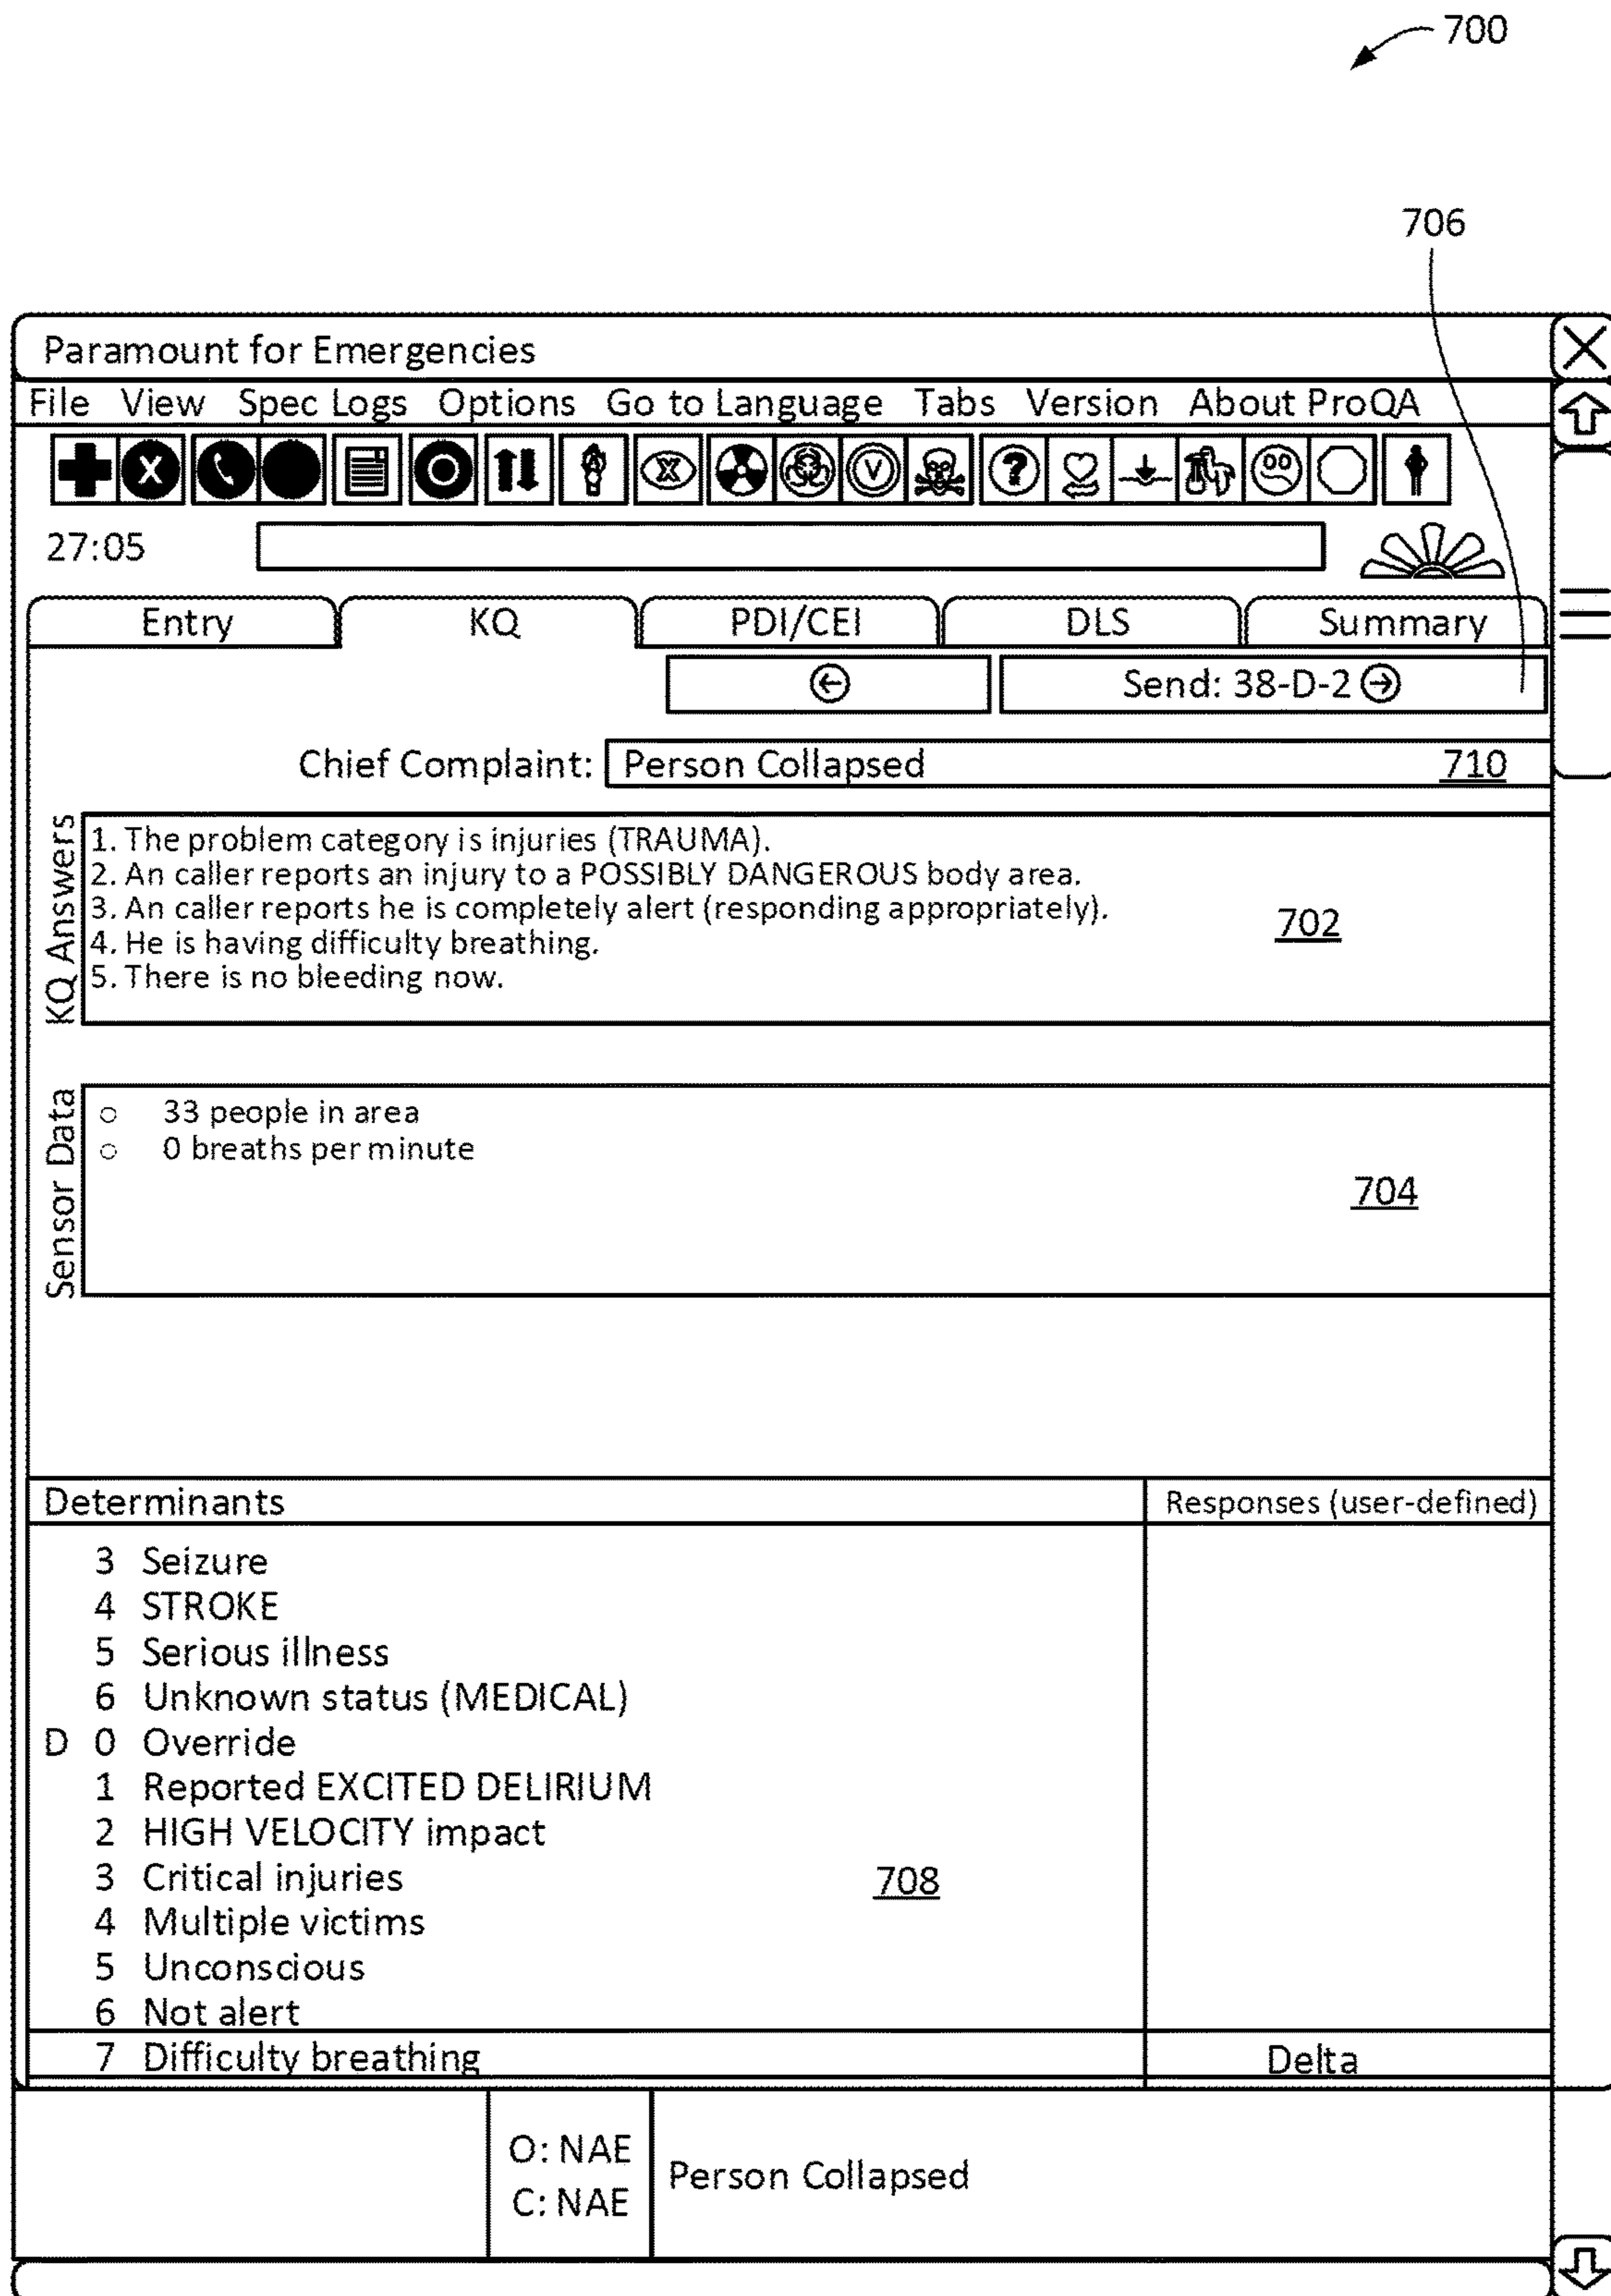 700
706
Paramount for Emergencies
File View Spec Logs Options Go to Language Tabs Version About ProQA
X V ?
27:05
Entry KQ PDI/CEI DLS Summary
Send: 38-D-2
Chief Complaint: Person Collapsed 710
KQ Answers
1. The problem category is injuries (TRAUMA).
2. An caller reports an injury to a POSSIBLY DANGEROUS body area.
3. An caller reports he is completely alert (responding appropriately).
4. He is having difficulty breathing.
5. There is no bleeding now.
702
Sensor Data
33 people in area
0 breaths per minute
704
Determinants Responses (user-defined)
3 Seizure
4 STROKE
5 Serious illness
6 Unknown status (MEDICAL)
D 0 Override
1 Reported EXCITED DELIRIUM
2 HIGH VELOCITY impact
3 Critical injuries
708
4 Multiple victims
5 Unconscious
6 Not alert
7 Difficulty breathing Delta
O: NAE
C: NAE
Person Collapsed